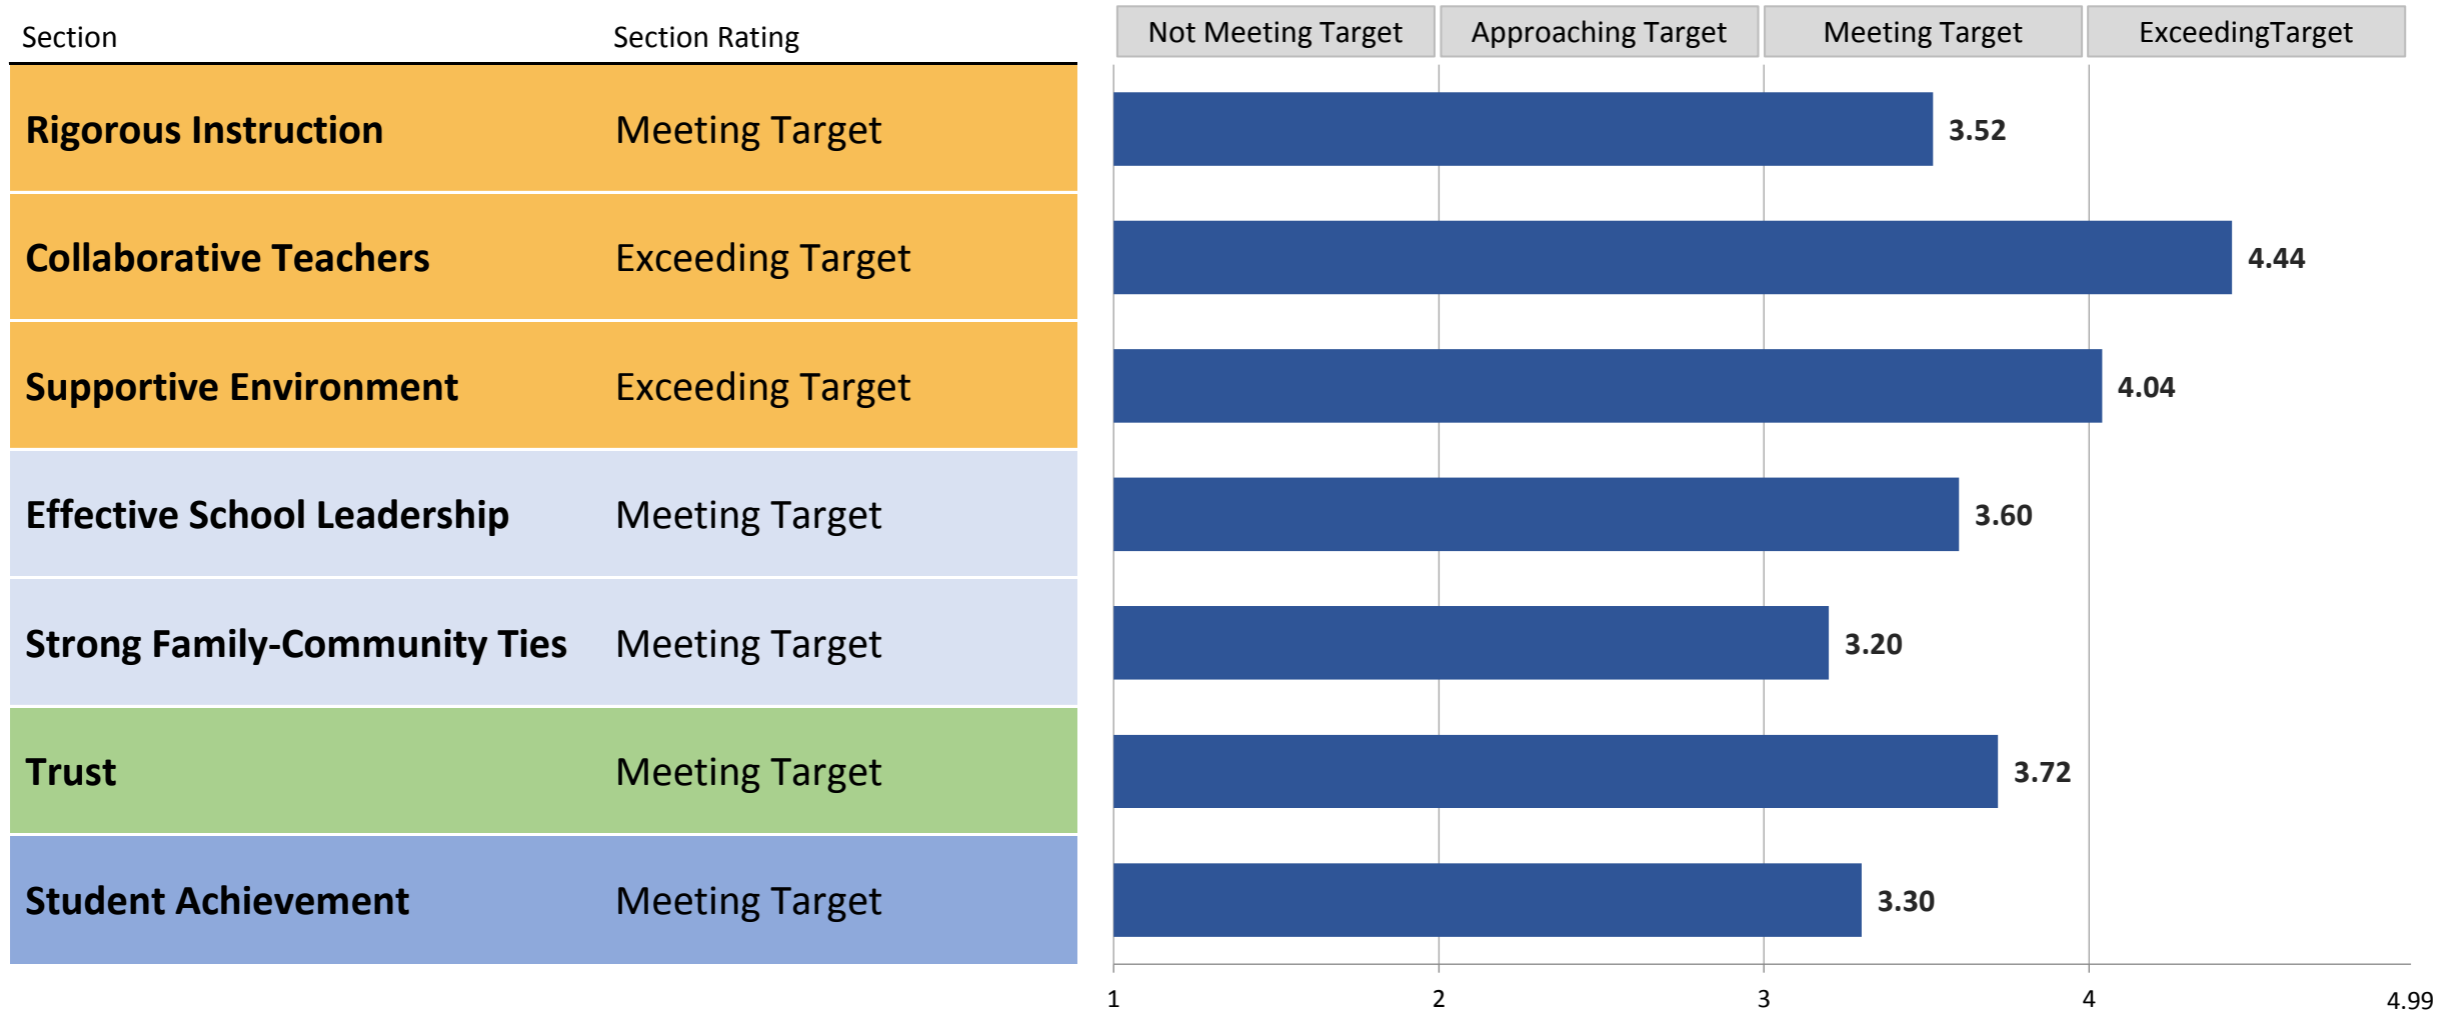 Section Section Rating Not Meeting Target Approaching Target Meeting Target ExceedingTarget
Rigorous Instruction Meeting Target 3.52
Collaborative Teachers Exceeding Target 4.44
Supportive Environment Exceeding Target 4.04
Effective School Leadership Meeting Target 3.60
Strong Family-Community Ties Meeting Target 3.20
Trust Meeting Target 3.72
Student Achievement Meeting Target 3.30
1 2 3 4 4.99